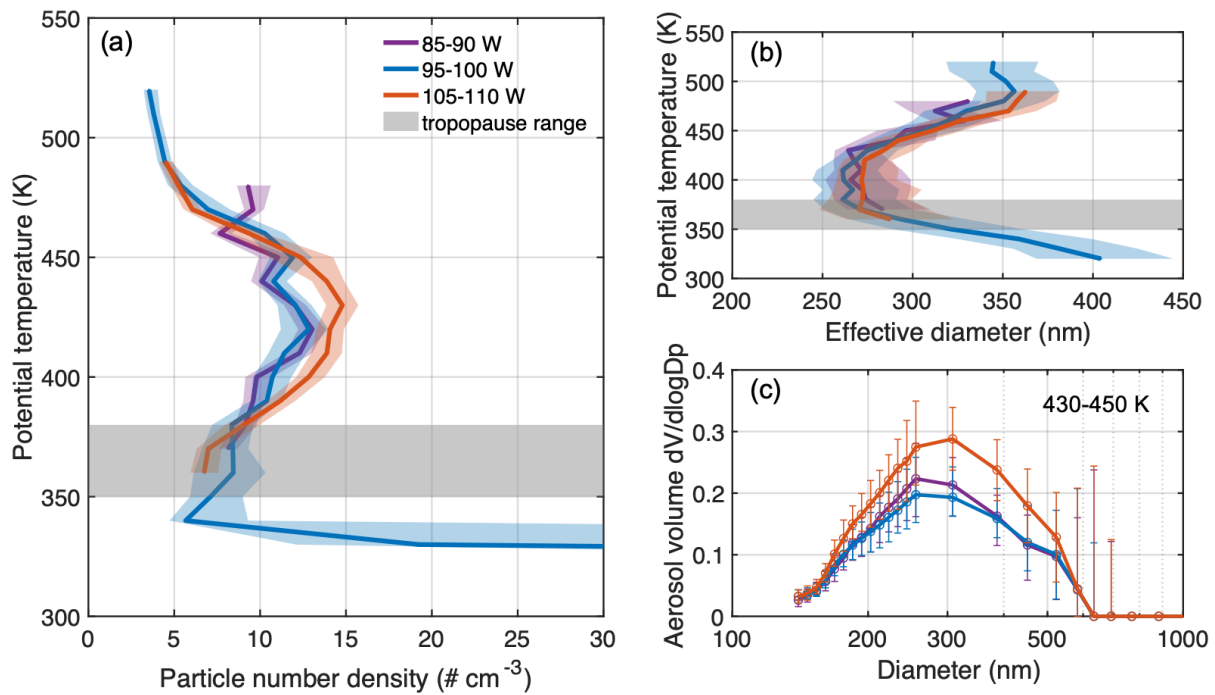 (a)
85-90 W
95-100 W
105-110 W
tropopause range
550
500
450
400
350
300
0
5
10
15
20
25
30
Potential temperature (K)
Particle number density (# cm⁻³)
(b)
550
500
450
400
350
300
200
250
300
350
400
450
Potential temperature (K)
Effective diameter (nm)
(c)
430-450 K
0.4
0.3
0.2
0.1
0
100
200
300
500
1000
Aerosol volume dV/dlogDp
Diameter (nm)